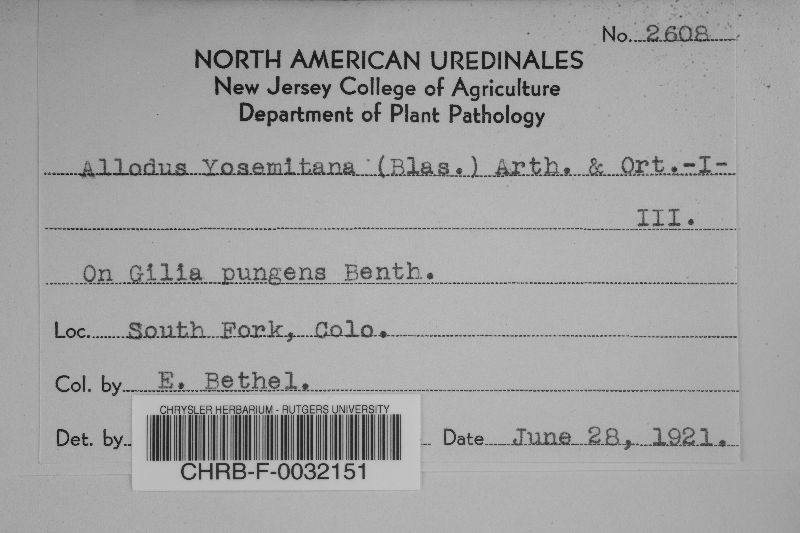 No. 2608
NORTH AMERICAN UREDINALES
New Jersey College of Agriculture
Department of Plant Pathology
Allodus Yosemitana (Blas.) Arth. & Ort.-I-
III.
On Gilia pungens Benth.
Loc. South Fork, Colo.
Col. by E. Bethel.
Det. by Date June 28, 1921.
CHRYSLER HERBARIUM - RUTGERS UNIVERSITY
CHRB-F-0032151